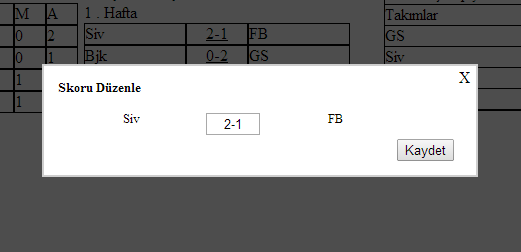 M A
0 2
0 1
1
1
1 . Hafta
Siv 2-1 FB
Bjk 0-2 GS
Takımlar
GS
Siv
X
Skoru Düzenle
Siv 2-1 FB
Kaydet